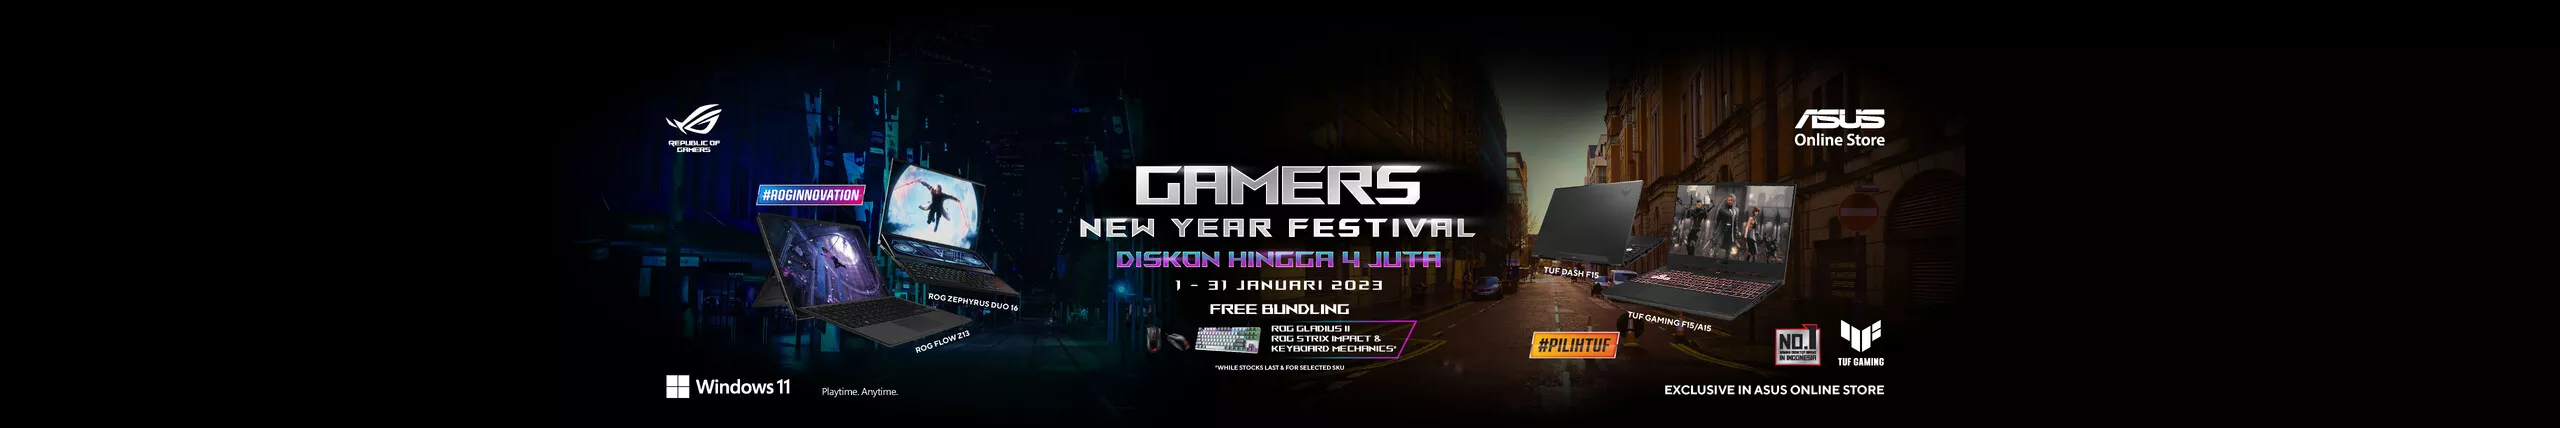 REPUBLIC OF
GAMERS
#ROGINNOVATION
ROG ZEPHYRUS DUO 16
ROG FLOW Z13
Windows 11
Playtime. Anytime.
GAMERS
NEW YEAR FESTIVAL
DISKON HINGGA 4 JUTA
1 - 31 JANUARI 2023
FREE BUNDLING
ROG GLADIUS II
ROG STRIX IMPACT &
KEYBOARD MECHANICS*
*WHILE STOCKS LAST & FOR SELECTED SKU
ASUS
Online Store
TUF DASH F15
TUF GAMING F15/A15
#PILIHTUF
NO.1
IN INDONESIA
TUF GAMING
EXCLUSIVE IN ASUS ONLINE STORE